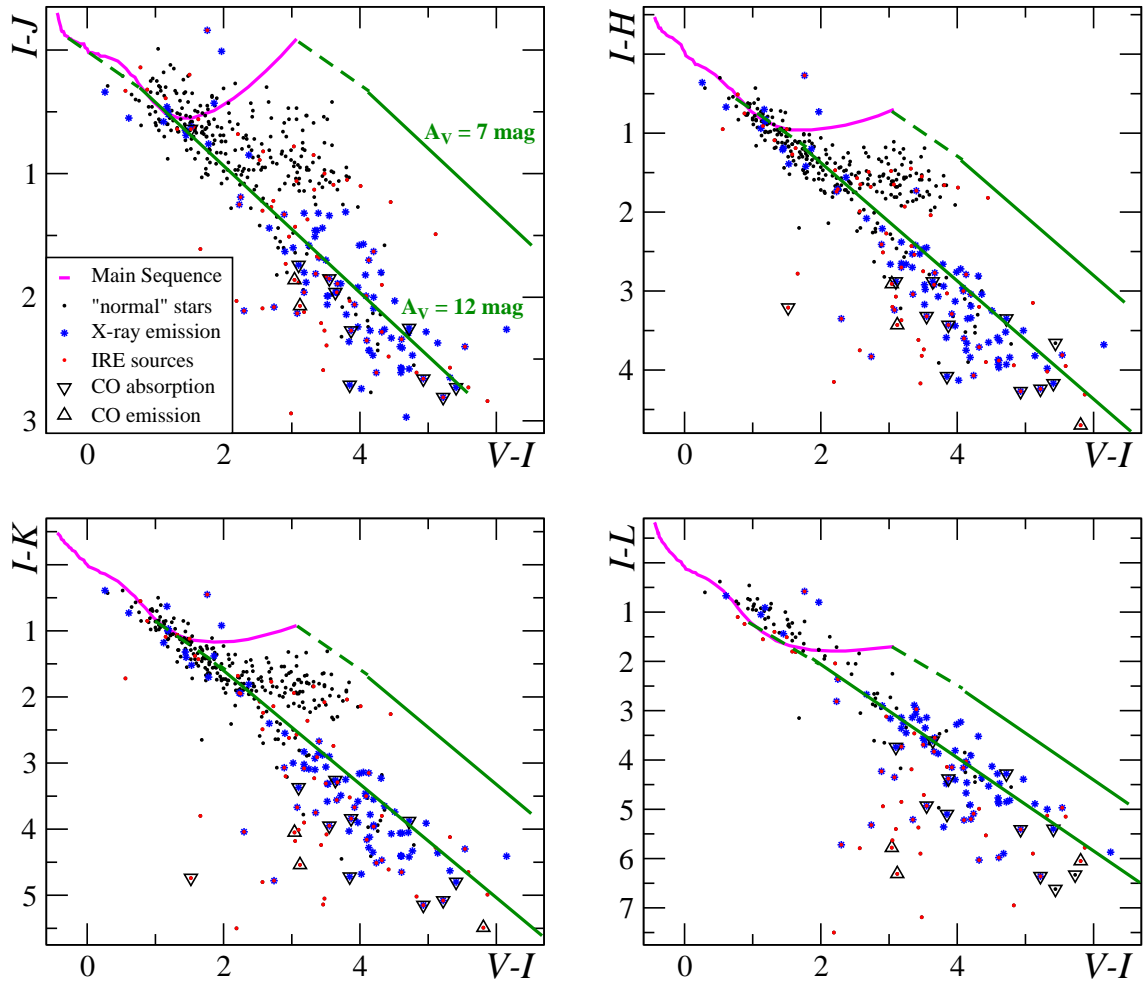 I-J
0
1
2
3
A_V = 7 mag
A_V = 12 mag
Main Sequence
"normal" stars
X-ray emission
IRE sources
CO absorption
CO emission
0 2 4 V-I
I-H
1
2
3
4
0 2 4 V-I
I-K
1
2
3
4
5
0 2 4 V-I
I-L
1
2
3
4
5
6
7
0 2 4 V-I